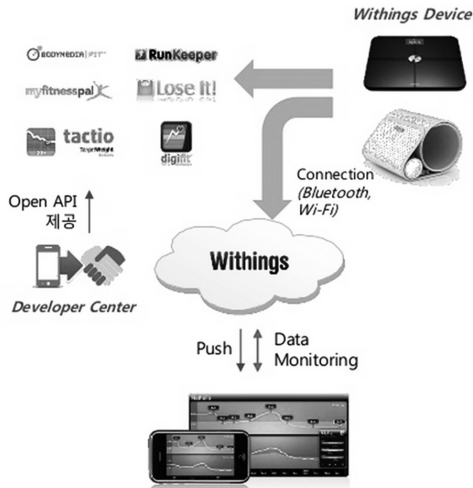 Withings Device
BODYMEDIA FIT
RunKeeper
myfitnesspal
Lose It!
tactio
digifit
Connection
(Bluetooth,
Wi-Fi)
Open API
제공
Developer Center
Withings
Push
Data
Monitoring